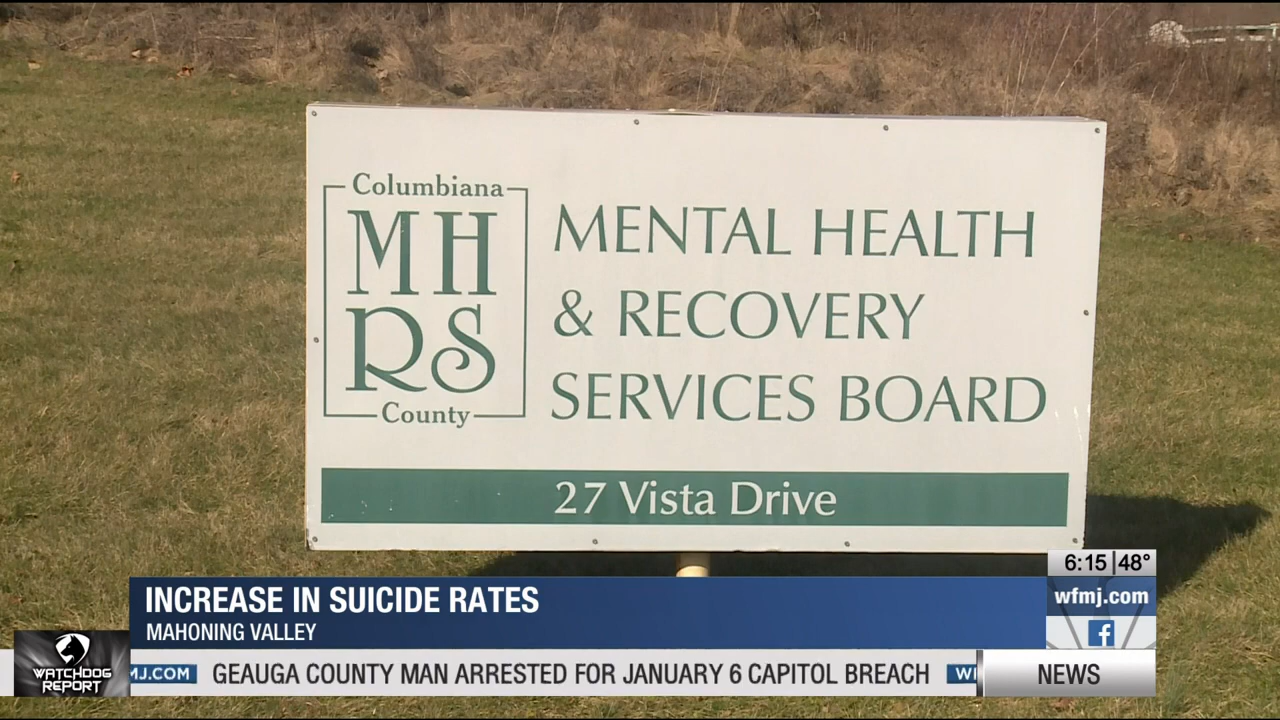 Columbiana
MH
RS
County
MENTAL HEALTH
& RECOVERY
SERVICES BOARD
27 Vista Drive
6:15 48°
INCREASE IN SUICIDE RATES
MAHONING VALLEY
wfmj.com
WATCHDOG
REPORT
MJ.COM GEAUGA COUNTY MAN ARRESTED FOR JANUARY 6 CAPITOL BREACH
NEWS